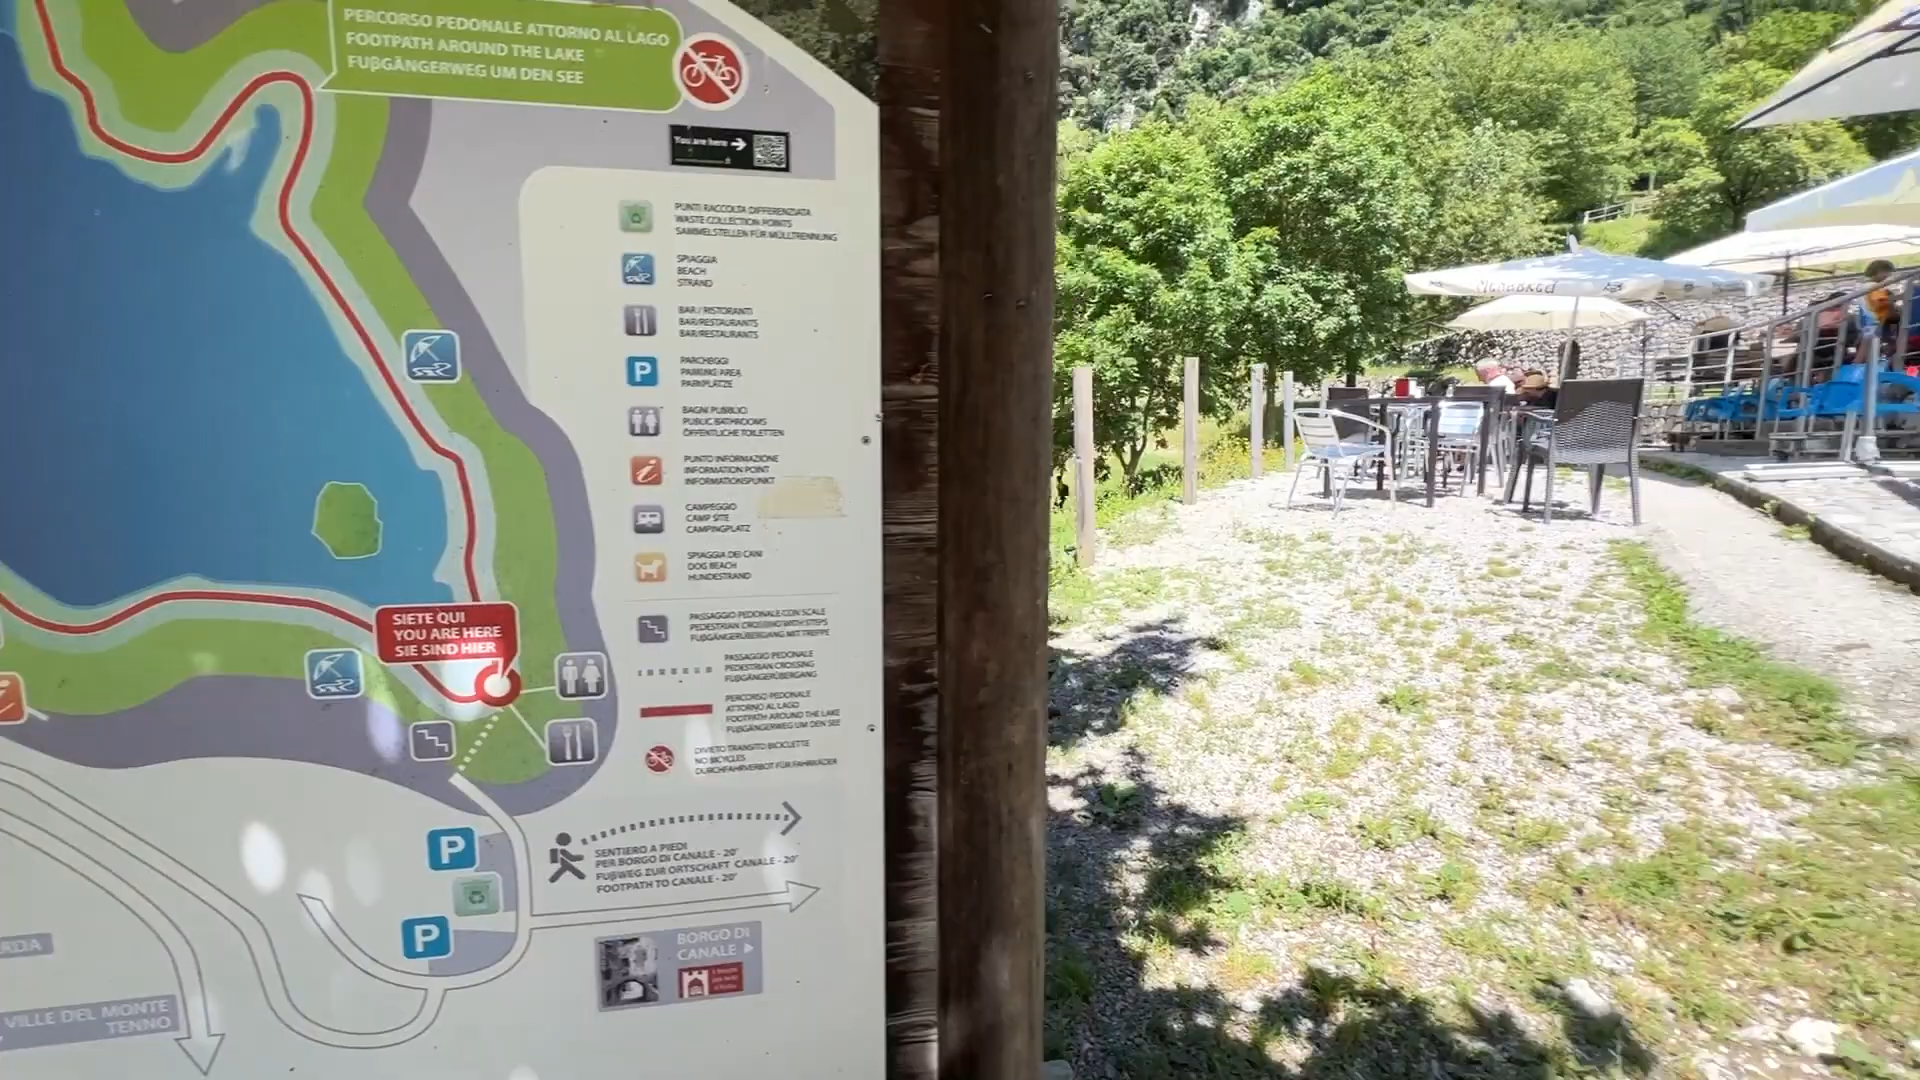 PERCORSO PEDONALE ATTORNO AL LAGO
FOOTPATH AROUND THE LAKE
FUßGÄNGERWEG UM DEN SEE
You are here →
PUNTI RACCOLTA DIFFERENZIATA
WASTE COLLECTION POINTS
SAMMELSTELLEN FÜR MÜLLTRENNUNG
SPIAGGIA
BEACH
STRAND
BAR / RISTORANTI
BAR/RESTAURANTS
BAR/RESTAURANTS
P
PARCHEGGI
PARKING AREA
PARKPLÄTZE
BAGNI PUBBLICI
PUBLIC BATHROOMS
ÖFFENTLICHE TOILETTEN
i
PUNTO INFORMAZIONE
INFORMATION POINT
INFORMATIONSPUNKT
CAMPEGGIO
CAMP SITE
CAMPINGPLATZ
SPIAGGIA DEI CANI
DOG BEACH
HUNDESTRAND
PASSAGGIO PEDONALE CON SCALE
PEDESTRIAN CROSSING WITH STEPS
FUßGÄNGERÜBERGANG MIT TREPPE
PASSAGGIO PEDONALE
PEDESTRIAN CROSSING
FUßGÄNGERÜBERGANG
PERCORSO PEDONALE
ATTORNO AL LAGO
FOOTPATH AROUND THE LAKE
FUßGÄNGERWEG UM DEN SEE
DIVIETO TRANSITO BICICLETTE
NO BICYCLES
DURCHFAHRVERBOT FÜR FAHRRÄDER
SIETE QUI
YOU ARE HERE
SIE SIND HIER
i
P
P
SENTIERO A PIEDI
PER BORGO DI CANALE - 20'
FUßWEG ZUR ORTSCHAFT CANALE - 20'
FOOTPATH TO CANALE - 20'
BORGO DI
CANALE
VILLE DEL MONTE
TENNO
Menabrea